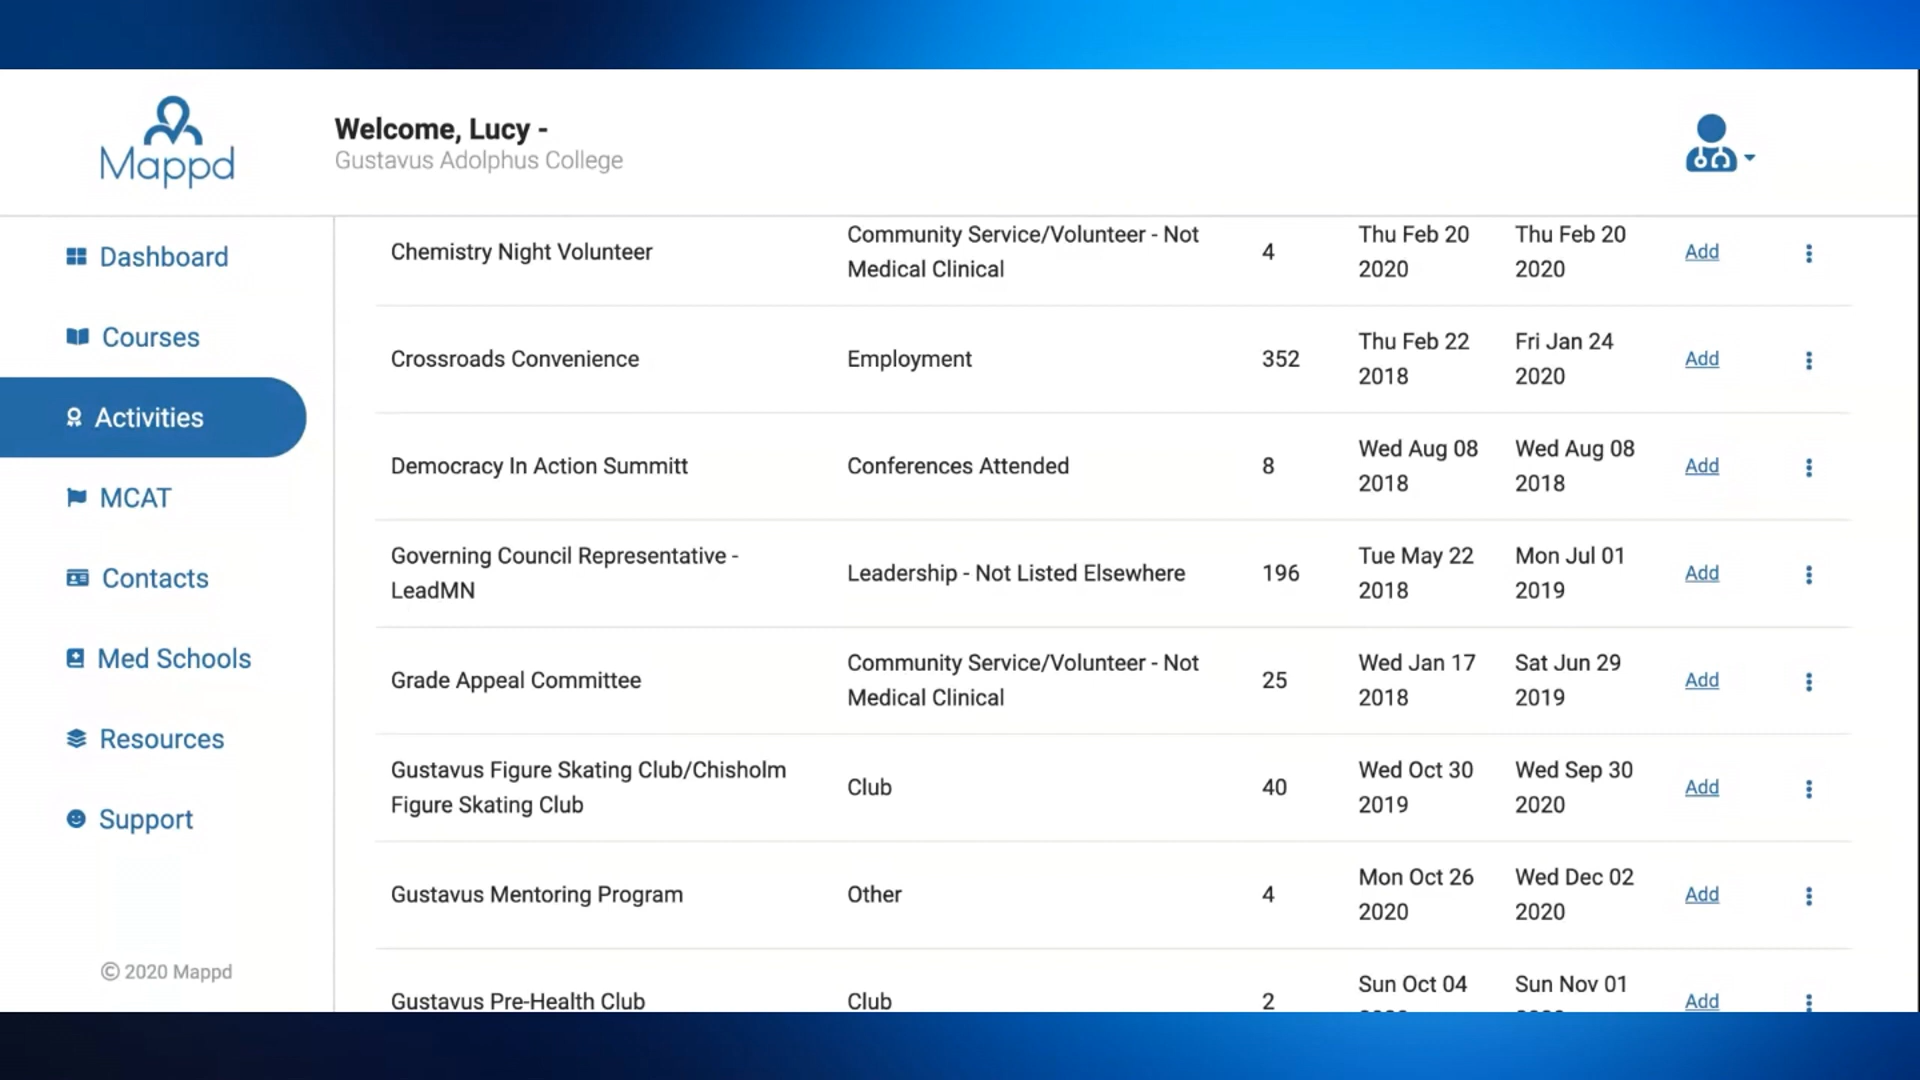 Mappd
Welcome, Lucy -
Gustavus Adolphus College
Dashboard
Courses
Activities
MCAT
Contacts
Med Schools
Resources
Support
© 2020 Mappd
Chemistry Night Volunteer
Community Service/Volunteer - Not
Medical Clinical
4
Thu Feb 20
2020
Thu Feb 20
2020
Add
Crossroads Convenience
Employment
352
Thu Feb 22
2018
Fri Jan 24
2020
Add
Democracy In Action Summitt
Conferences Attended
8
Wed Aug 08
2018
Wed Aug 08
2018
Add
Governing Council Representative -
LeadMN
Leadership - Not Listed Elsewhere
196
Tue May 22
2018
Mon Jul 01
2019
Add
Grade Appeal Committee
Community Service/Volunteer - Not
Medical Clinical
25
Wed Jan 17
2018
Sat Jun 29
2019
Add
Gustavus Figure Skating Club/Chisholm
Figure Skating Club
Club
40
Wed Oct 30
2019
Wed Sep 30
2020
Add
Gustavus Mentoring Program
Other
4
Mon Oct 26
2020
Wed Dec 02
2020
Add
Gustavus Pre-Health Club
Club
2
Sun Oct 04
Sun Nov 01
Add